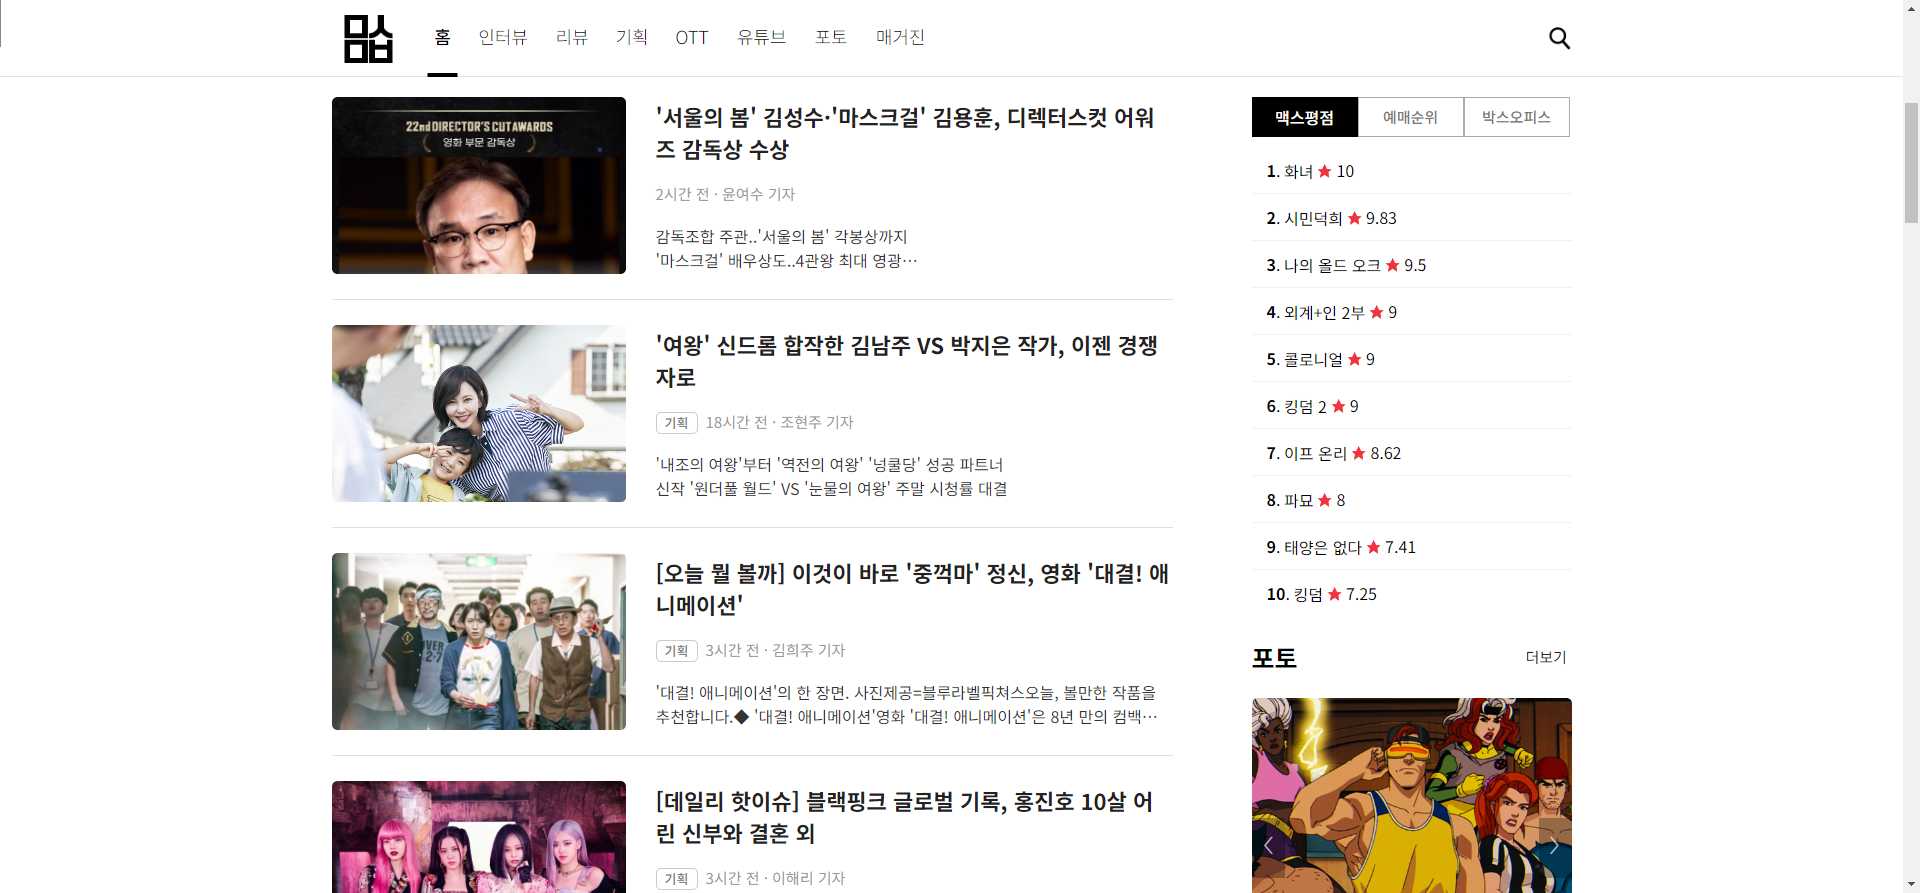 맥스무비
홈 인터뷰 리뷰 기획 OTT 유튜브 포토 매거진
22nd DIRECTOR'S CUT AWARDS
영화 부문 감독상
'서울의 봄' 김성수·'마스크걸' 김용훈, 디렉터스컷 어워
즈 감독상 수상
2시간 전 · 윤여수 기자
감독조합 주관..'서울의 봄' 각봉상까지
'마스크걸' 배우상도..4관왕 최대 영광…
'여왕' 신드롬 합작한 김남주 VS 박지은 작가, 이젠 경쟁
자로
기획 18시간 전 · 조현주 기자
'내조의 여왕'부터 '역전의 여왕' '넝쿨당' 성공 파트너
신작 '원더풀 월드' VS '눈물의 여왕' 주말 시청률 대결
[오늘 뭘 볼까] 이것이 바로 '중꺽마' 정신, 영화 '대결! 애
니메이션'
기획 3시간 전 · 김희주 기자
'대결! 애니메이션'의 한 장면. 사진제공=블루라벨픽쳐스오늘, 볼만한 작품을
추천합니다.◆ '대결! 애니메이션'영화 '대결! 애니메이션'은 8년 만의 컴백…
[데일리 핫이슈] 블랙핑크 글로벌 기록, 홍진호 10살 어
린 신부와 결혼 외
기획 3시간 전 · 이해리 기자
맥스평점 예매순위 박스오피스
1. 화녀 ★ 10
2. 시민덕희 ★ 9.83
3. 나의 올드 오크 ★ 9.5
4. 외계+인 2부 ★ 9
5. 콜로니얼 ★ 9
6. 킹덤 2 ★ 9
7. 이프 온리 ★ 8.62
8. 파묘 ★ 8
9. 태양은 없다 ★ 7.41
10. 킹덤 ★ 7.25
포토 더보기